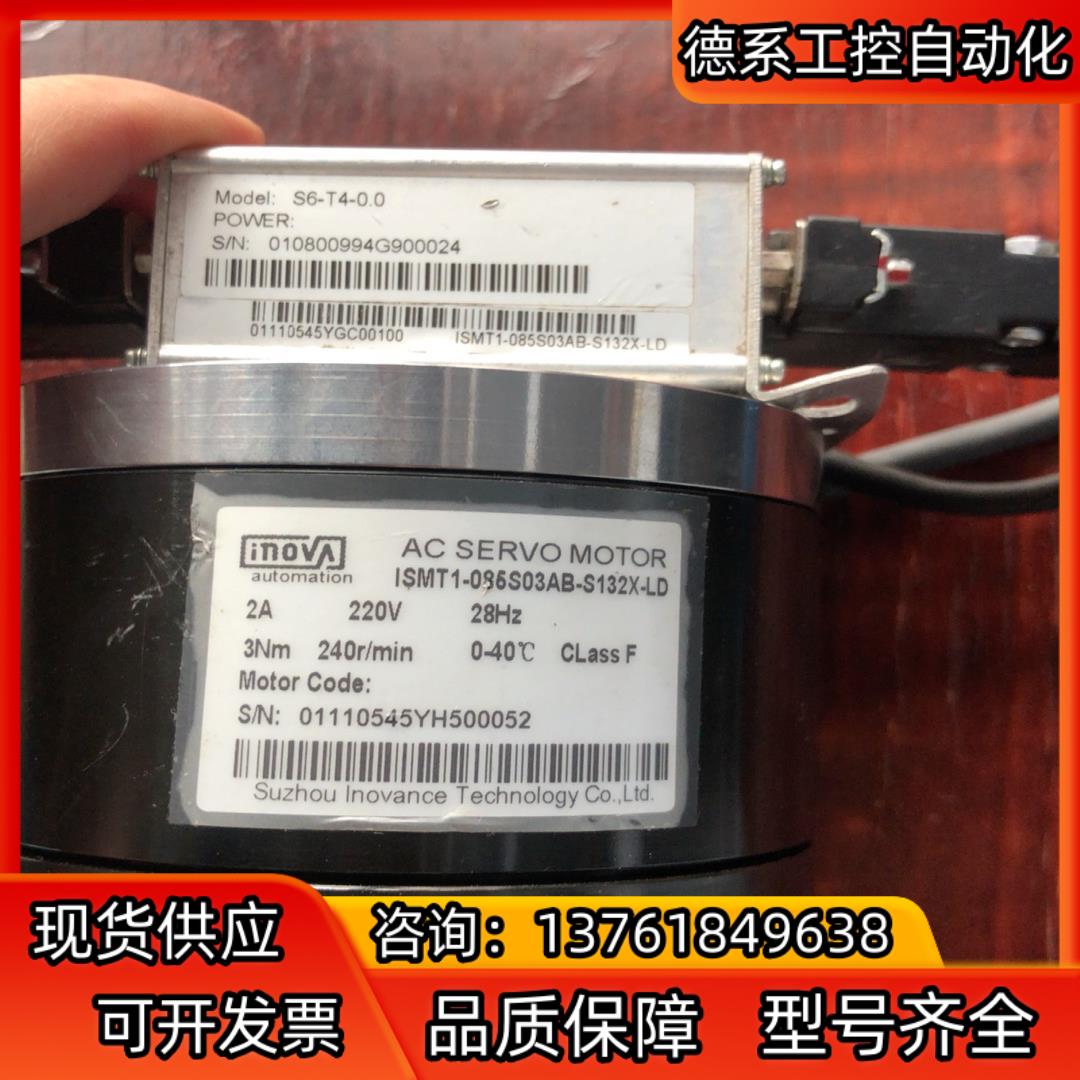 德系工控自动化
Model: S6-T4-0.0
POWER:
S/N: 010800994G900024
01110545YGC00100 ISMT1-085S03AB-S132X-LD
inova AC SERVO MOTOR
automation ISMT1-085S03AB-S132X-LD
2A 220V 28Hz
3Nm 240r/min 0-40℃ CLass F
Motor Code:
S/N: 01110545YH500052
Suzhou Inovance Technology Co.,Ltd.
现货供应 咨询：13761849638
可开发票 品质保障 型号齐全